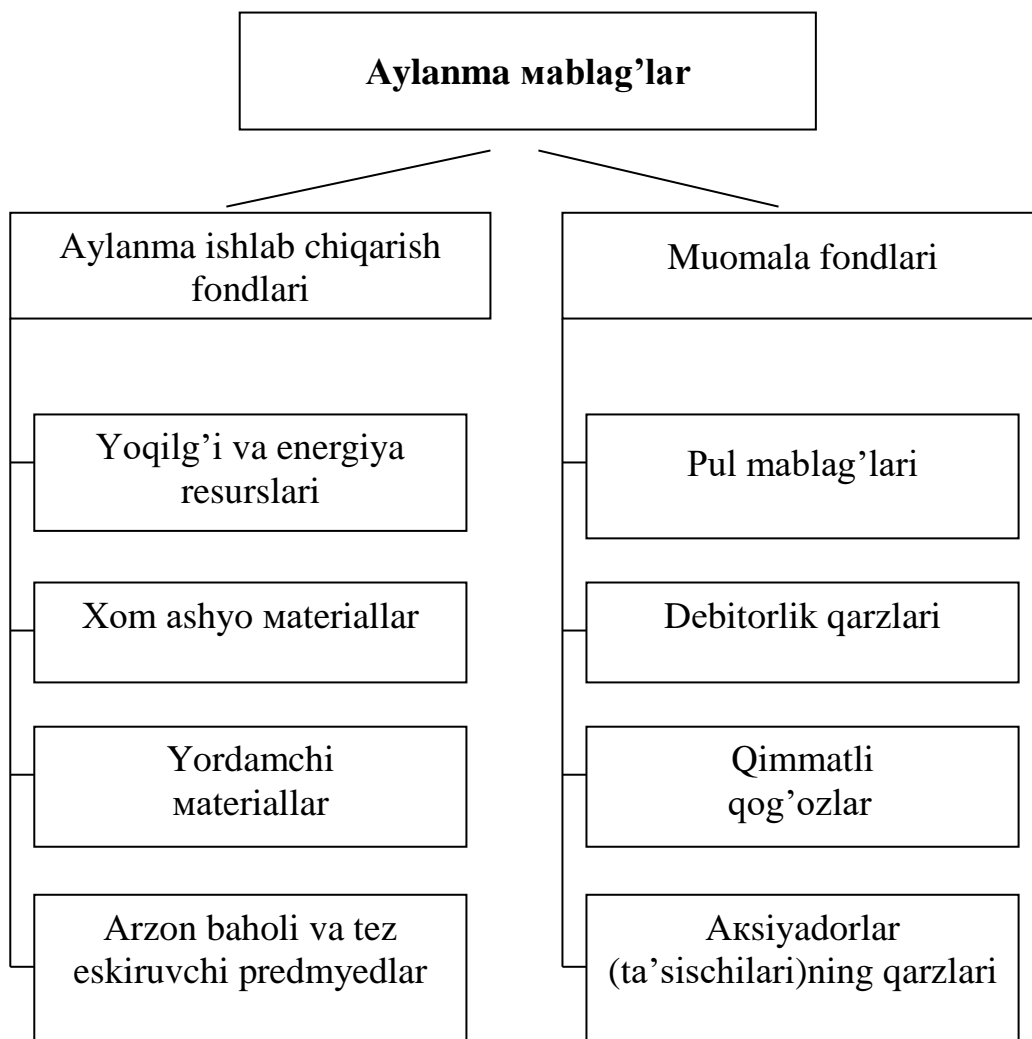 Aylanma мablag’lar
Aylanma ishlab chiqarish
fondlari
Yoqilg’i va energiya
resurslari
Xom ashyo мateriallar
Yordamchi
мateriallar
Arzon baholi va tez
eskiruvchi predmyedlar
Muomala fondlari
Pul mablag’lari
Debitorlik qarzlari
Qimmatli
qog’ozlar
Aкsiyadorlar
(ta’sischilari)ning qarzlari